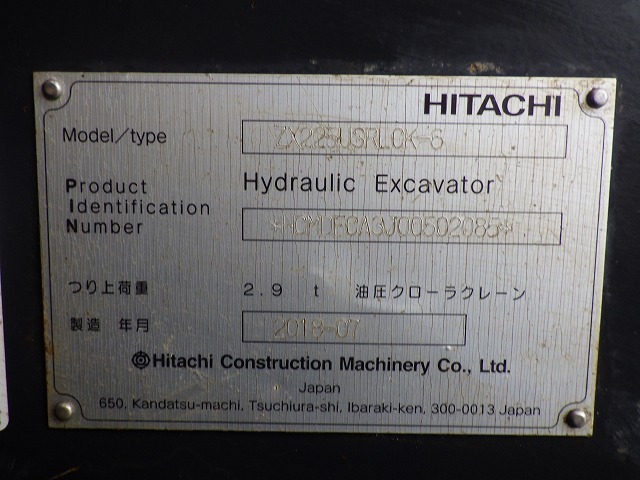 HITACHI
Model/type ZX225USRLCK-6
Product Hydraulic Excavator
Identification
Number
つり上荷重 2.9 t 油圧クローラクレーン
製造 年月 2018-07
Hitachi Construction Machinery Co., Ltd.
Japan
650, Kandatsu-machi, Tsuchiura-shi, Ibaraki-ken, 300-0013 Japan